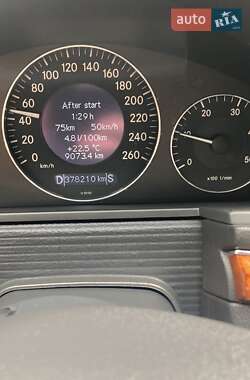 AUTO RIA
80
100
120
140
160
180
200
220
240
260
60
40
20
0
km/h
After start
1:29 h
75km 50km/h
4.8 l/100km
+22.5 °C
9073.4 km
D 378210 km S
10
20
30
0
x100 1/min